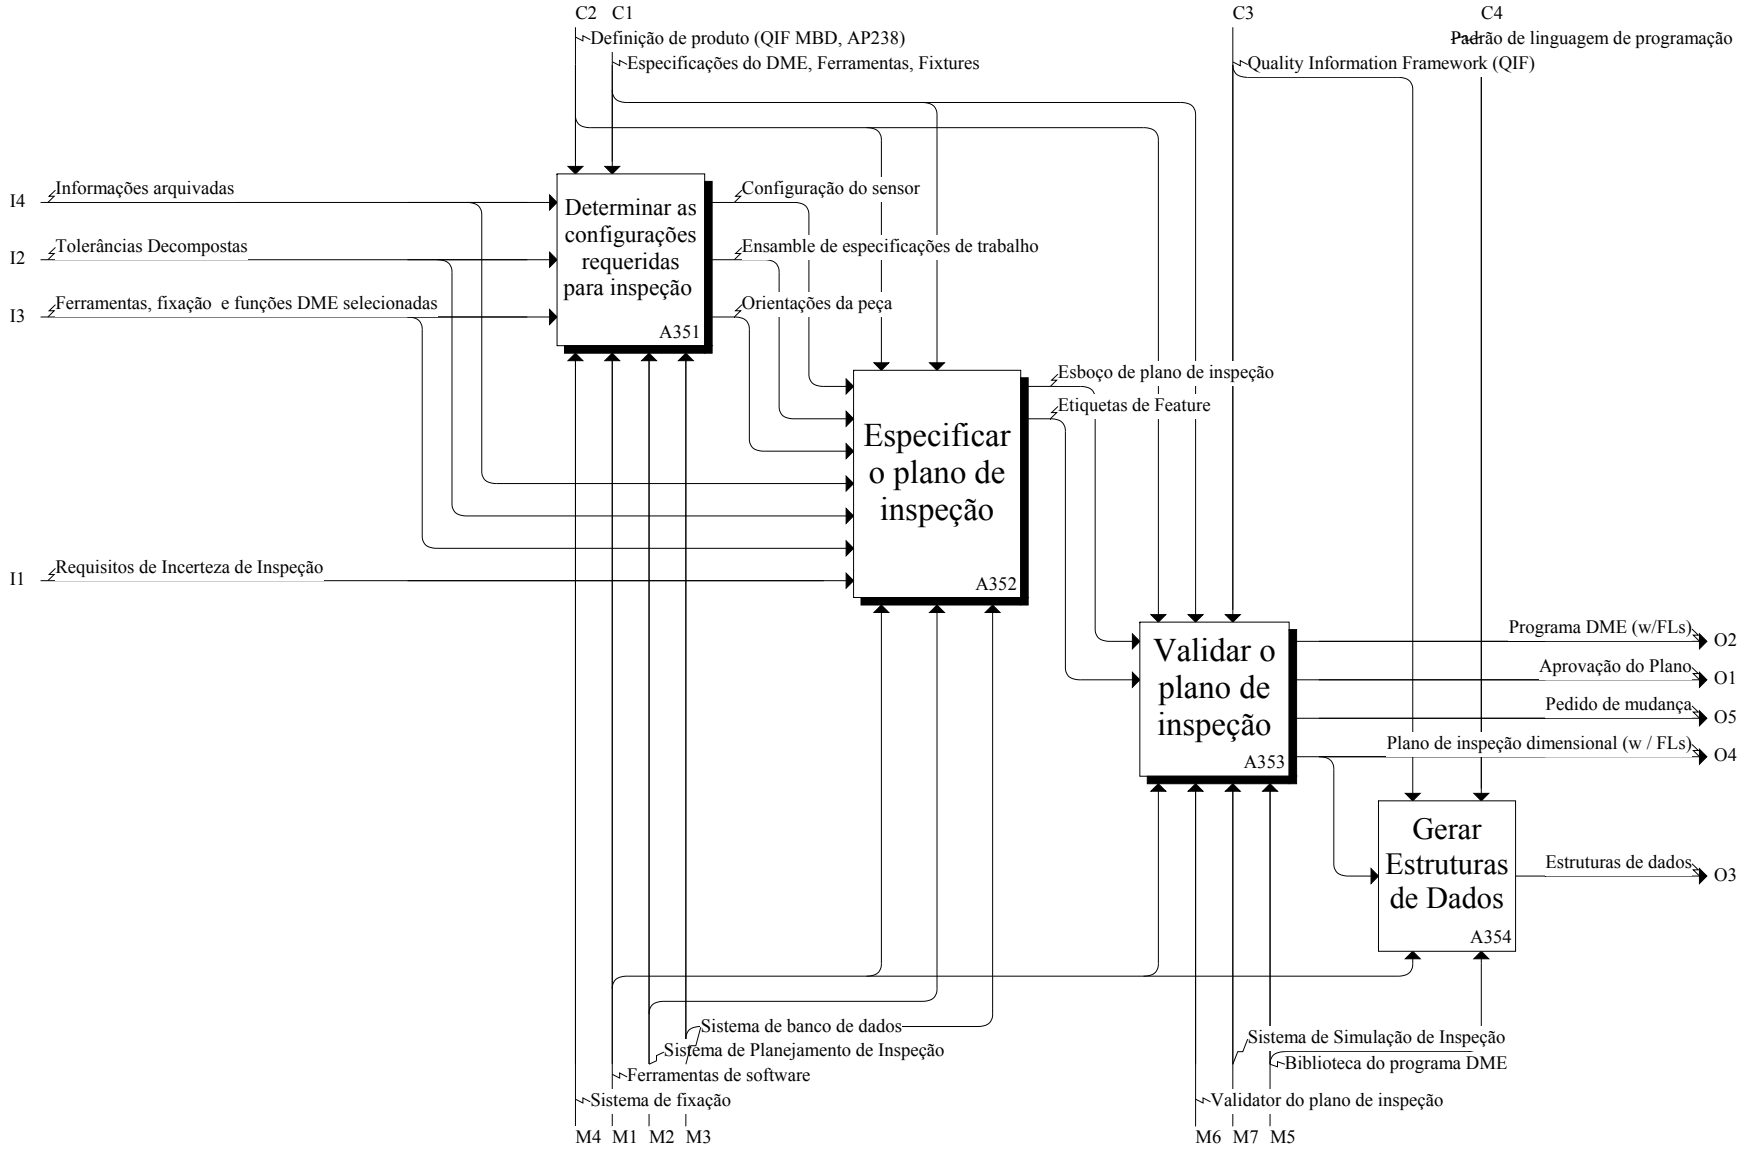 C2 C1 C3 C4
Definição de produto (QIF MBD, AP238)
Padrão de linguagem de programação
Especificações do DME, Ferramentas, Fixtures
Quality Information Framework (QIF)
I4 Informações arquivadas
I2 Tolerâncias Decompostas
I3 Ferramentas, fixação e funções DME selecionadas
Determinar as
configurações
requeridas
para inspeção
A351
Configuração do sensor
Ensamble de especificações de trabalho
Orientações da peça
Esboço de plano de inspeção
Etiquetas de Feature
Especificar
o plano de
inspeção
A352
I1 Requisitos de Incerteza de Inspeção
Validar o
plano de
inspeção
A353
Programa DME (w/FLs) O2
Aprovação do Plano O1
Pedido de mudança O5
Plano de inspeção dimensional (w / FLs) O4
Gerar
Estruturas
de Dados
A354
Estruturas de dados O3
Sistema de banco de dados
Sistema de Planejamento de Inspeção
Ferramentas de software
Sistema de fixação
Sistema de Simulação de Inspeção
Biblioteca do programa DME
Validator do plano de inspeção
M4 M1 M2 M3 M6 M7 M5